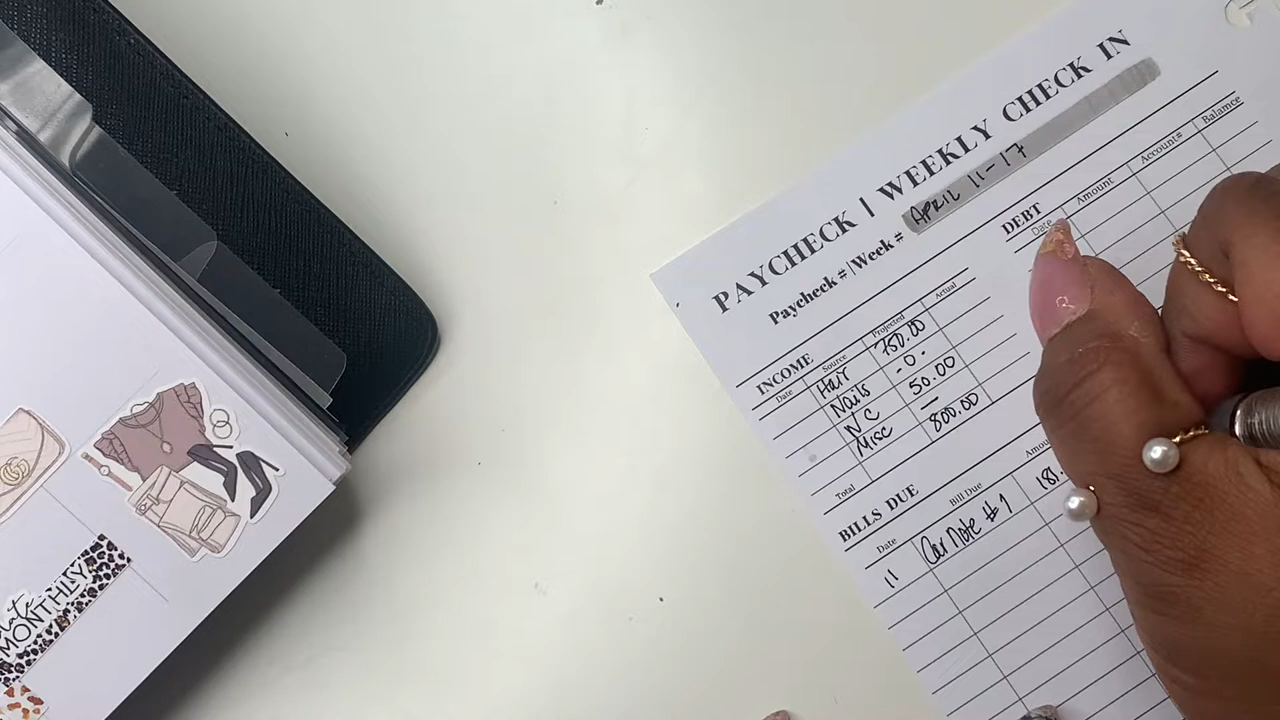 PAYCHECK | WEEKLY CHECK IN
Paycheck #|Week # APRIL 11-17
INCOME
Date Source Projected Actual
Hair 750.00
Nails -0-
NC 50.00
Misc —
Total 800.00
DEBT
Date Amount Account# Balance
BILLS DUE
Date Bill Due
11 Car Note #1 181.
MONTHLY